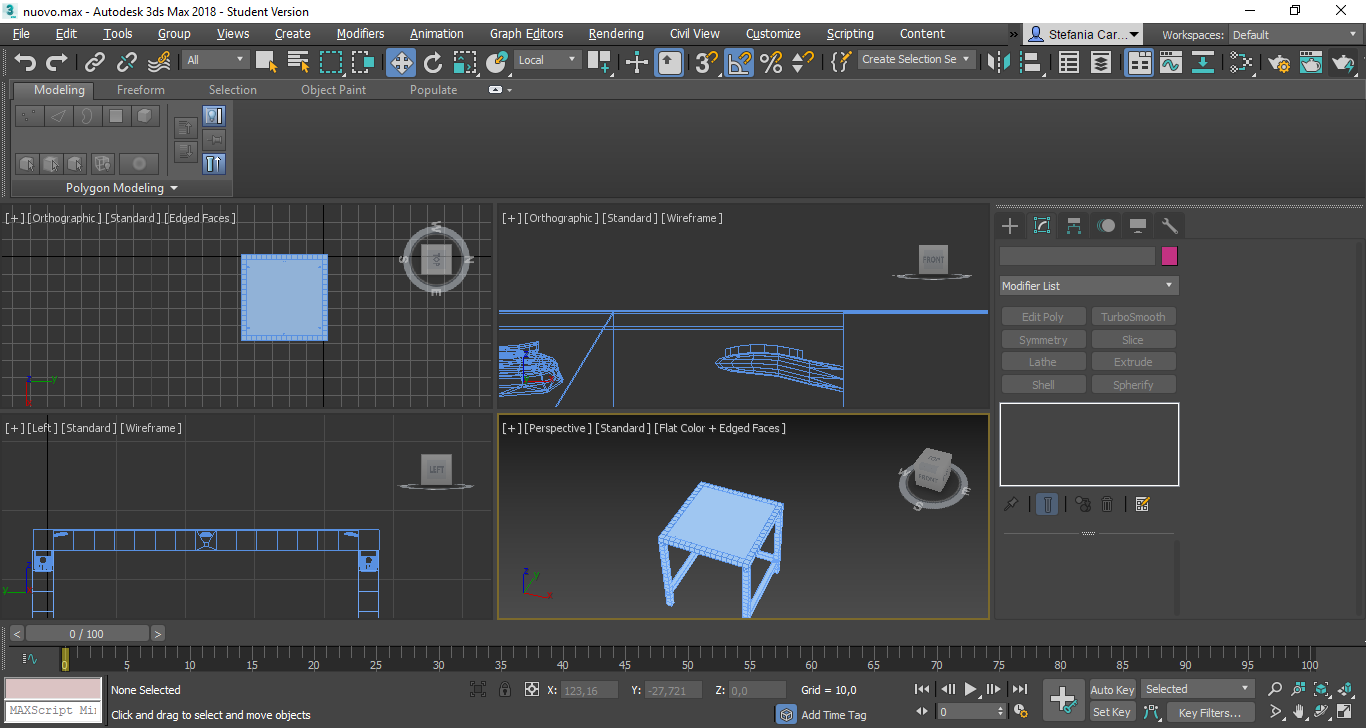 nuovo.max - Autodesk 3ds Max 2018 - Student Version
File Edit Tools Group Views Create Modifiers Animation Graph Editors Rendering Civil View Customize Scripting Content » Stefania Car... Workspaces: Default
All Local Create Selection Se
Modeling Freeform Selection Object Paint Populate
Polygon Modeling
[+] [Orthographic] [Standard] [Edged Faces]
W
S TOP N
E
[+] [Orthographic] [Standard] [Wireframe]
FRONT
y
Modifier List
Edit Poly TurboSmooth
Symmetry Slice
Lathe Extrude
Shell Spherify
[+] [Left] [Standard] [Wireframe]
LEFT
y
[+] [Perspective] [Standard] [Flat Color + Edged Faces]
TOP
W FRONT E
S
z y
x
< 0 / 100 >
0 5 10 15 20 25 30 35 40 45 50 55 60 65 70 75 80 85 90 95 100
None Selected X: 123,16 Y: -27,721 Z: 0,0 Grid = 10,0 Auto Key Selected
MAXScript Mi Click and drag to select and move objects Add Time Tag 0 Set Key Key Filters...